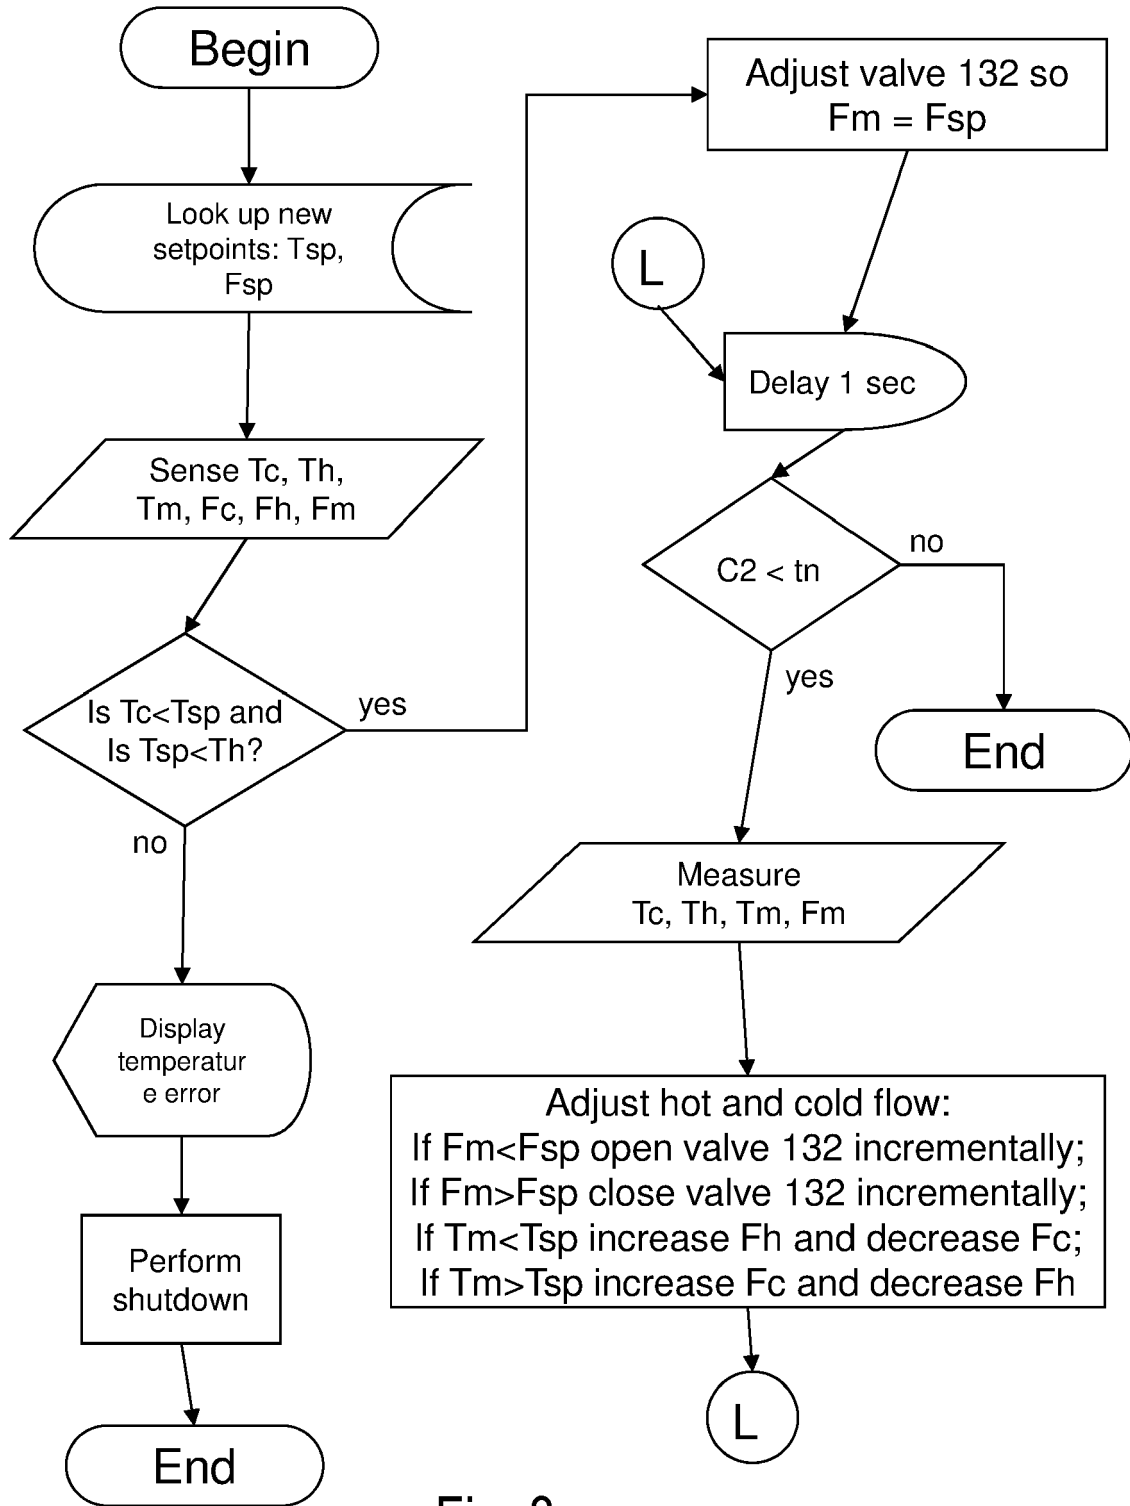 Begin
Look up new
setpoints: Tsp,
Fsp
Sense Tc, Th,
Tm, Fc, Fh, Fm
Is Tc<Tsp and
Is Tsp<Th?
yes
no
Display
temperatur
e error
Perform
shutdown
End
Adjust valve 132 so
Fm = Fsp
L
Delay 1 sec
C2 < tn
no
yes
End
Measure
Tc, Th, Tm, Fm
Adjust hot and cold flow:
If Fm<Fsp open valve 132 incrementally;
If Fm>Fsp close valve 132 incrementally;
If Tm<Tsp increase Fh and decrease Fc;
If Tm>Tsp increase Fc and decrease Fh
L